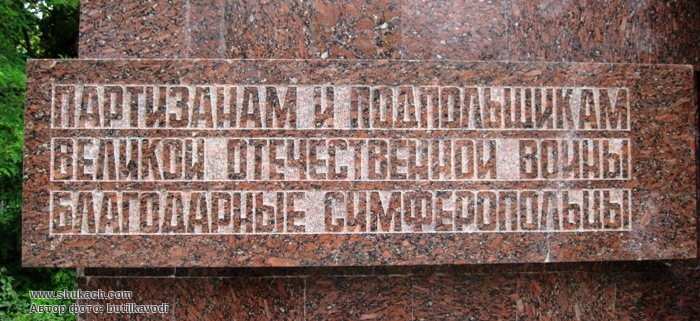 ПАРТИЗАНАМ И ПОДПОЛЬЩИКАМ
ВЕЛИКОЙ ОТЕЧЕСТВЕННОЙ ВОЙНЫ
БЛАГОДАРНЫЕ СИМФЕРОПОЛЬЦЫ
www.shukach.com
Автор фото: butilkavodi